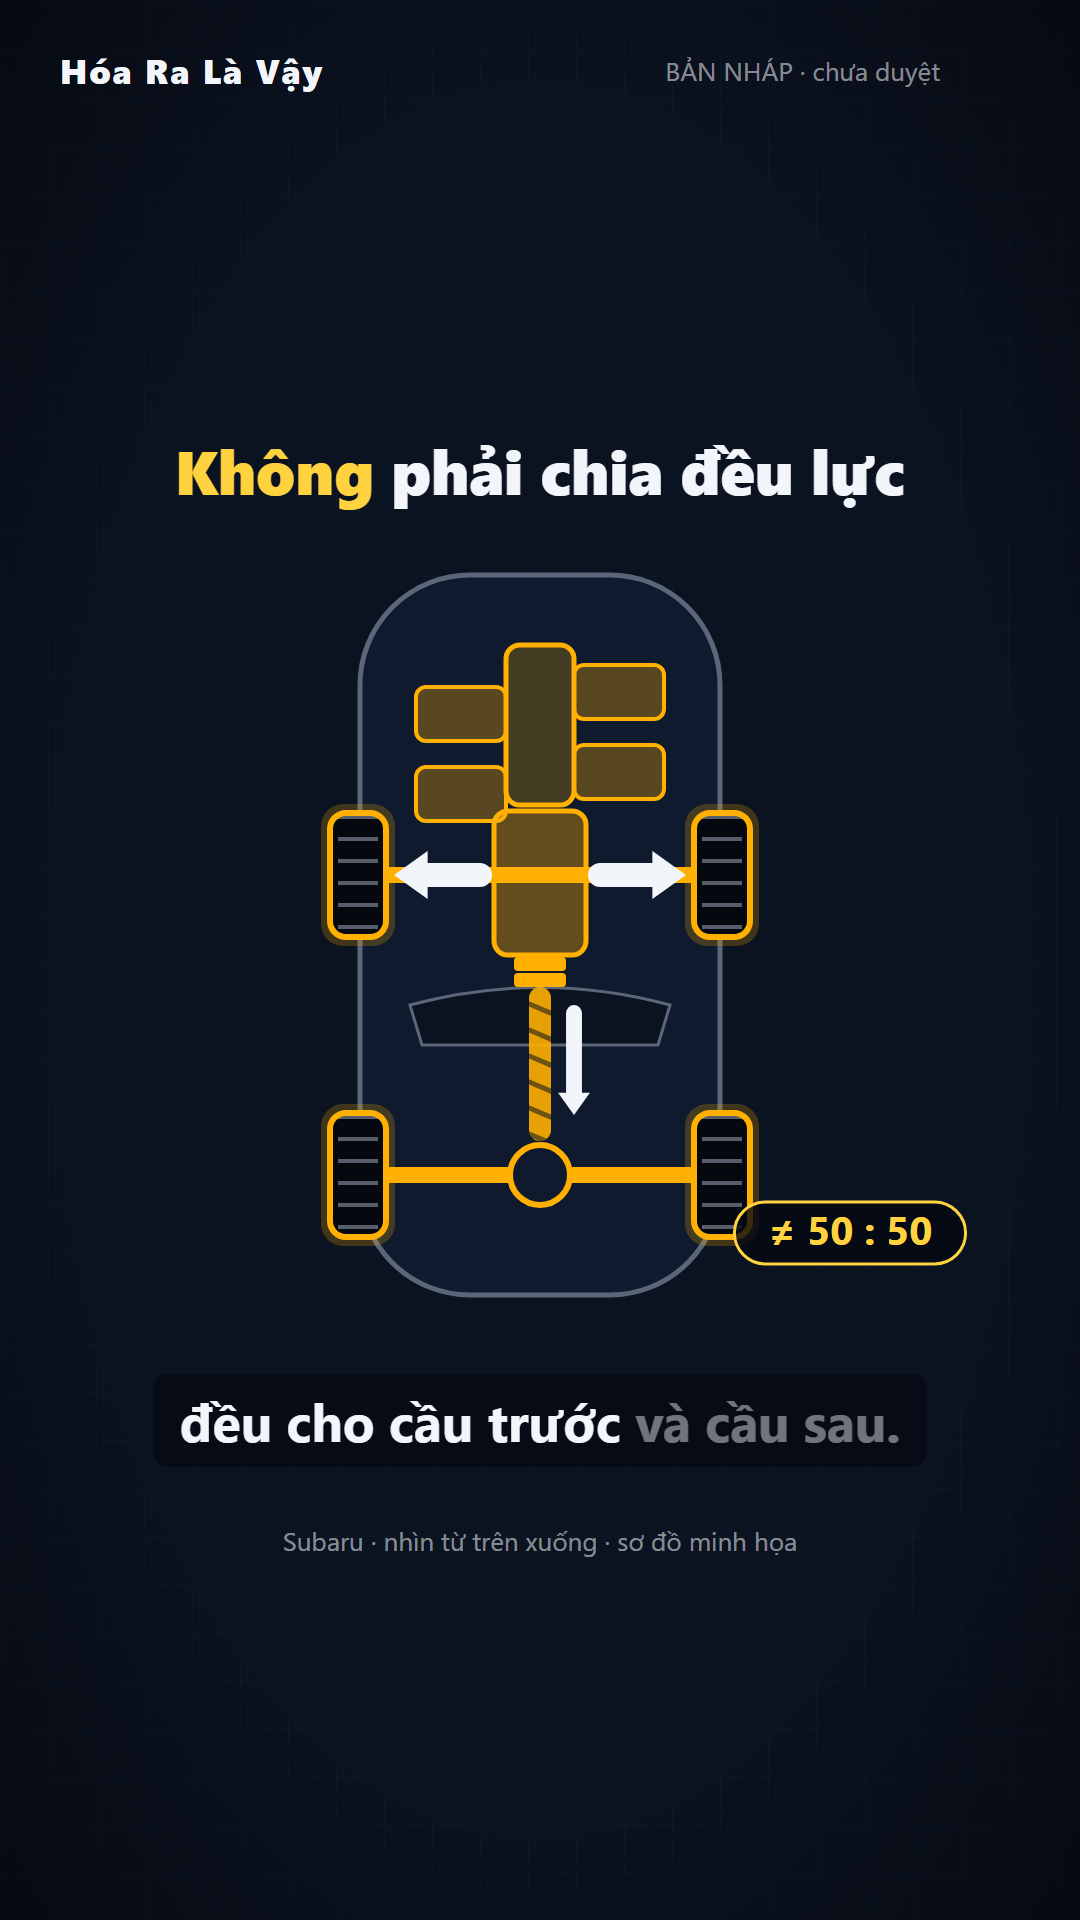 Hóa Ra Là Vậy
BẢN NHÁP · chưa duyệt
Không phải chia đều lực
≠ 50 : 50
đều cho cầu trước và cầu sau.
Subaru · nhìn từ trên xuống · sơ đồ minh họa